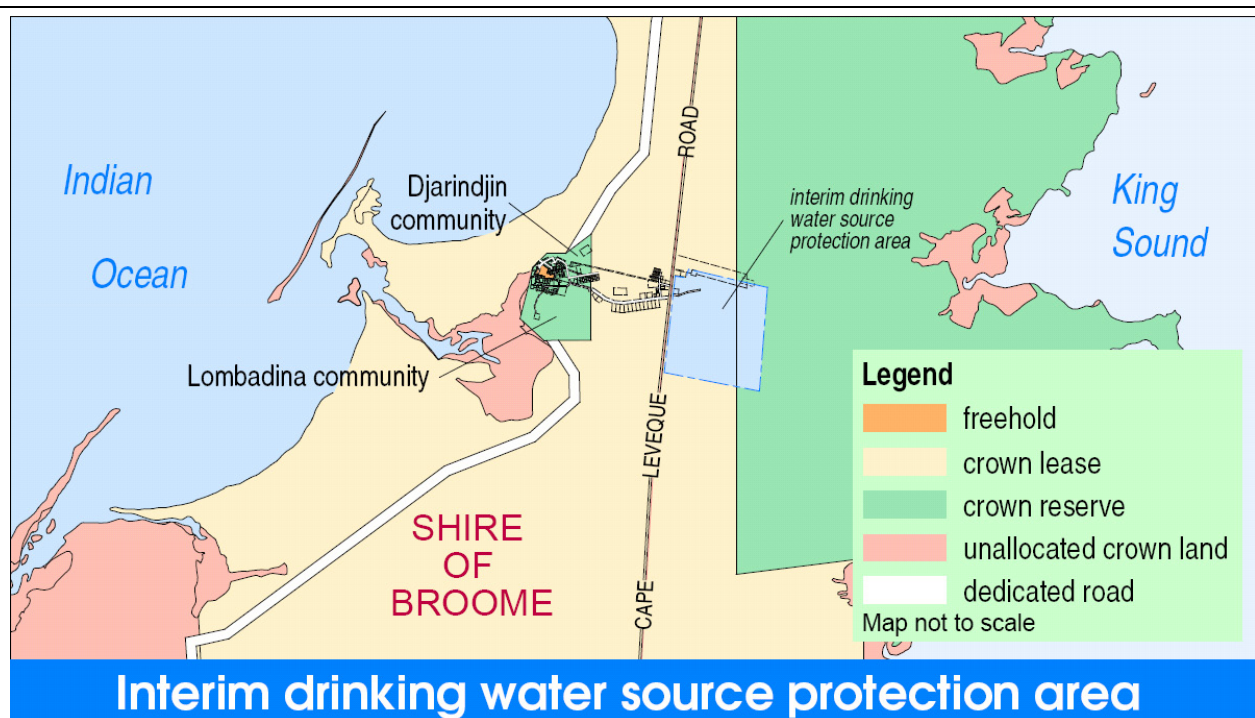 Indian
Ocean
Djarindjin
community
Lombadina community
ROAD
LEVEQUE
CAPE
interim drinking
water source
protection area
King
Sound
SHIRE
OF
BROOME
Legend
freehold
crown lease
crown reserve
unallocated crown land
dedicated road
Map not to scale
Interim drinking water source protection area